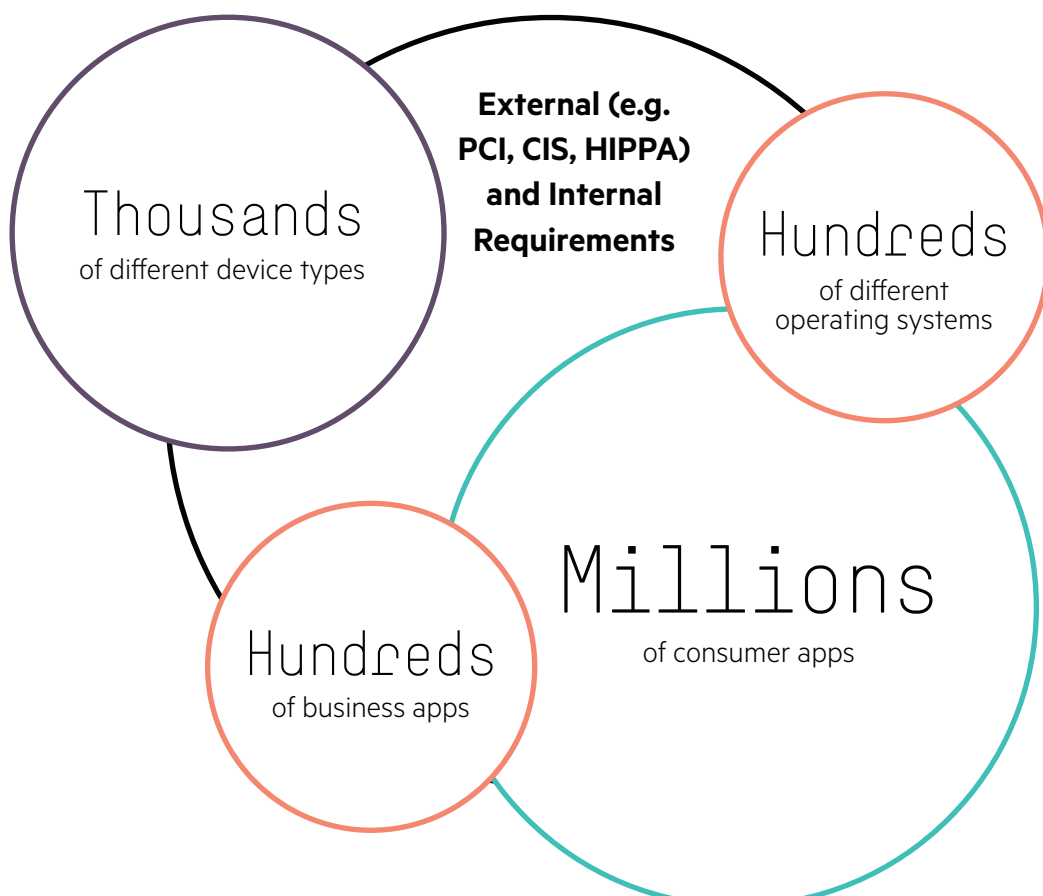 External (e.g.
PCI, CIS, HIPPA)
and Internal
Requirements
Thousands
of different device types
Hundreds
of different
operating systems
Millions
of consumer apps
Hundreds
of business apps